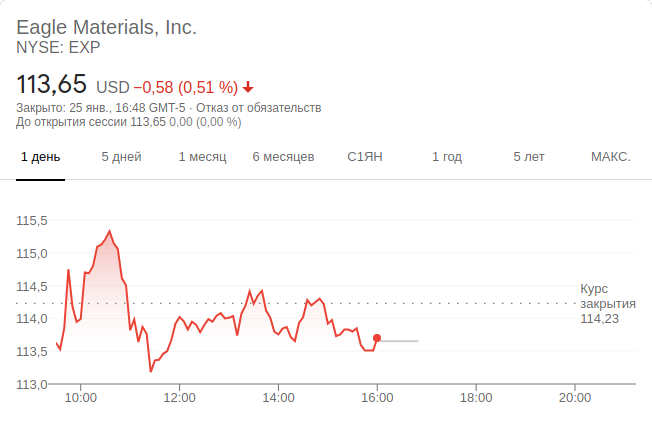 Eagle Materials, Inc.
NYSE: EXP
113,65 USD −0,58 (0,51 %)
Закрыто: 25 янв., 16:48 GMT-5 · Отказ от обязательств
До открытия сессии 113,65 0,00 (0,00 %)
1 день 5 дней 1 месяц 6 месяцев С1ЯН 1 год 5 лет МАКС.
115,5
115,0
114,5
Курс
закрытия
114,23
114,0
113,5
113,0
10:00 12:00 14:00 16:00 18:00 20:00